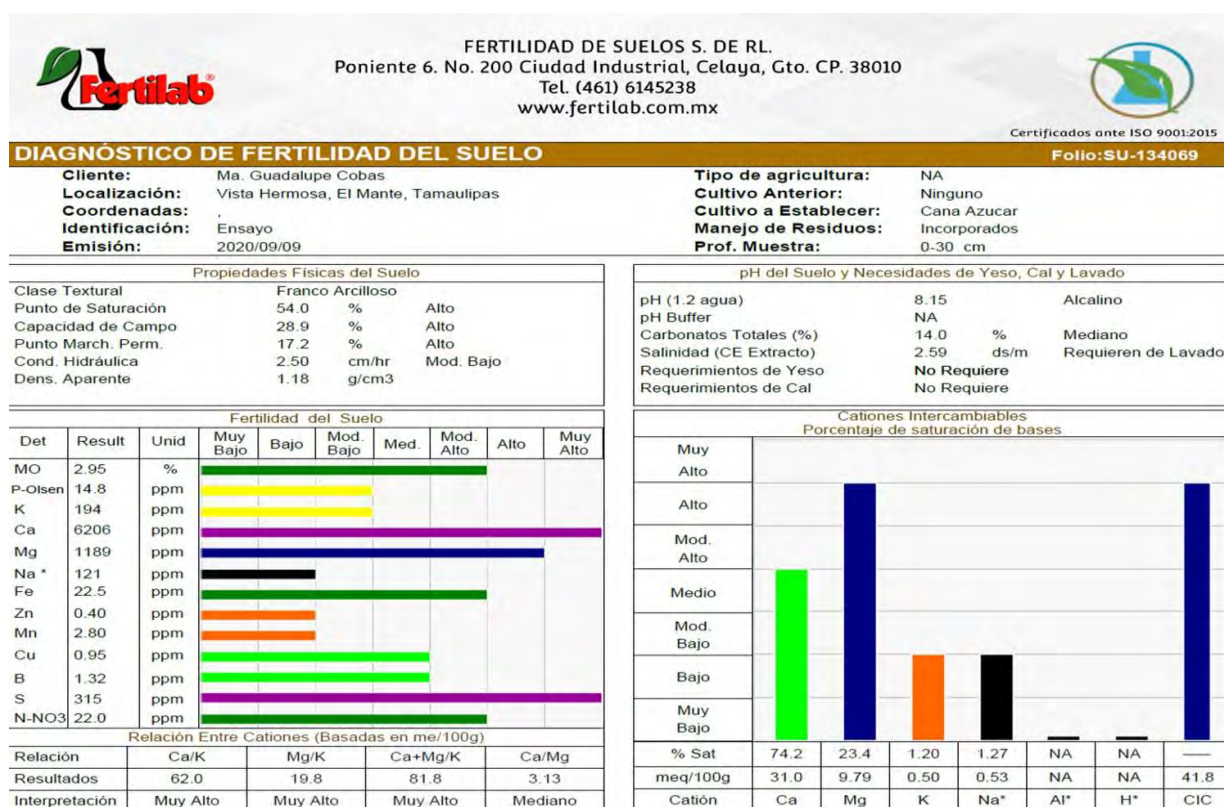 Fertilab®
FERTILIDAD DE SUELOS S. DE RL.
Poniente 6. No. 200 Ciudad Industrial, Celaya, Gto. CP. 38010
Tel. (461) 6145238
www.fertilab.com.mx
Certificados ante ISO 9001:2015
DIAGNÓSTICO DE FERTILIDAD DEL SUELO Folio:SU-134069
Cliente: Ma. Guadalupe Cobas
Localización: Vista Hermosa, El Mante, Tamaulipas
Coordenadas: ,
Identificación: Ensayo
Emisión: 2020/09/09
Tipo de agricultura: NA
Cultivo Anterior: Ninguno
Cultivo a Establecer: Cana Azucar
Manejo de Residuos: Incorporados
Prof. Muestra: 0-30 cm
Propiedades Físicas del Suelo
Clase Textural Franco Arcilloso
Punto de Saturación 54.0 % Alto
Capacidad de Campo 28.9 % Alto
Punto March. Perm. 17.2 % Alto
Cond. Hidráulica 2.50 cm/hr Mod. Bajo
Dens. Aparente 1.18 g/cm3
pH del Suelo y Necesidades de Yeso, Cal y Lavado
pH (1.2 agua) 8.15 Alcalino
pH Buffer NA
Carbonatos Totales (%) 14.0 % Mediano
Salinidad (CE Extracto) 2.59 ds/m Requieren de Lavado
Requerimientos de Yeso No Requiere
Requerimientos de Cal No Requiere
Fertilidad del Suelo
Det Result Unid Muy Bajo Bajo Mod. Bajo Med. Mod. Alto Alto Muy Alto
MO 2.95 %
P-Olsen 14.8 ppm
K 194 ppm
Ca 6206 ppm
Mg 1189 ppm
Na * 121 ppm
Fe 22.5 ppm
Zn 0.40 ppm
Mn 2.80 ppm
Cu 0.95 ppm
B 1.32 ppm
S 315 ppm
N-NO3 22.0 ppm
Relación Entre Cationes (Basadas en me/100g)
Relación Ca/K Mg/K Ca+Mg/K Ca/Mg
Resultados 62.0 19.8 81.8 3.13
Interpretación Muy Alto Muy Alto Muy Alto Mediano
Cationes Intercambiables
Porcentaje de saturación de bases
Muy Alto
Alto
Mod. Alto
Medio
Mod. Bajo
Bajo
Muy Bajo
% Sat 74.2 23.4 1.20 1.27 NA NA —
meq/100g 31.0 9.79 0.50 0.53 NA NA 41.8
Catión Ca Mg K Na* Al* H* CIC